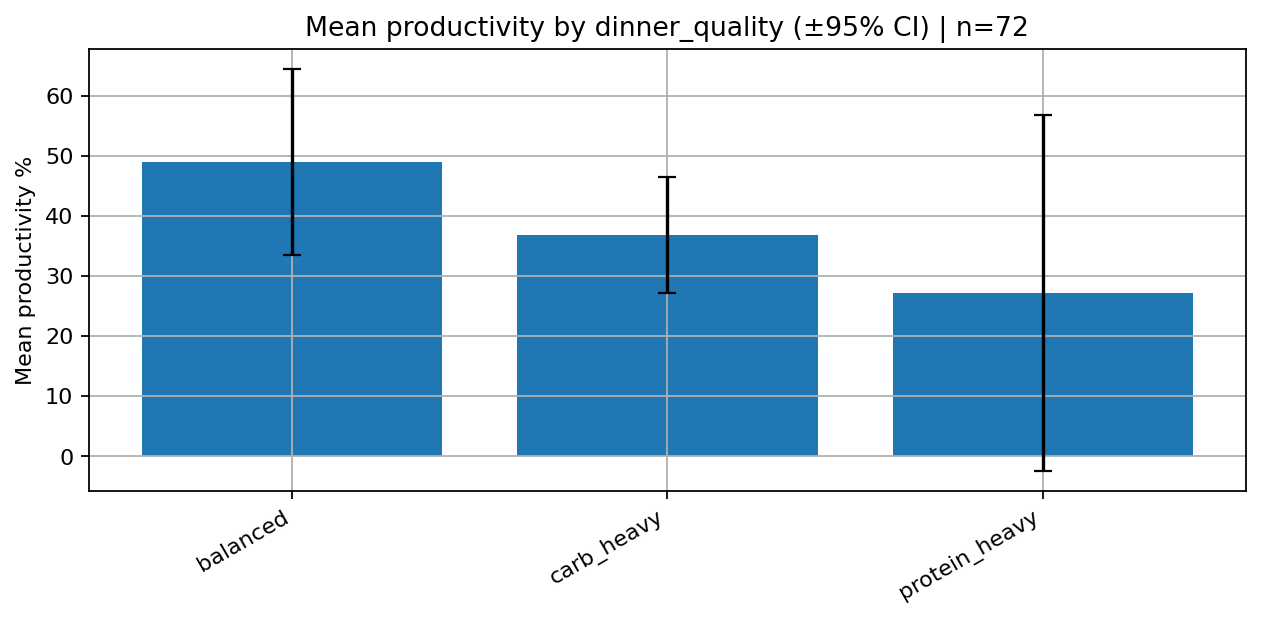 Mean productivity by dinner_quality (±95% CI) | n=72
Mean productivity %
60
50
40
30
20
10
0
balanced
carb_heavy
protein_heavy